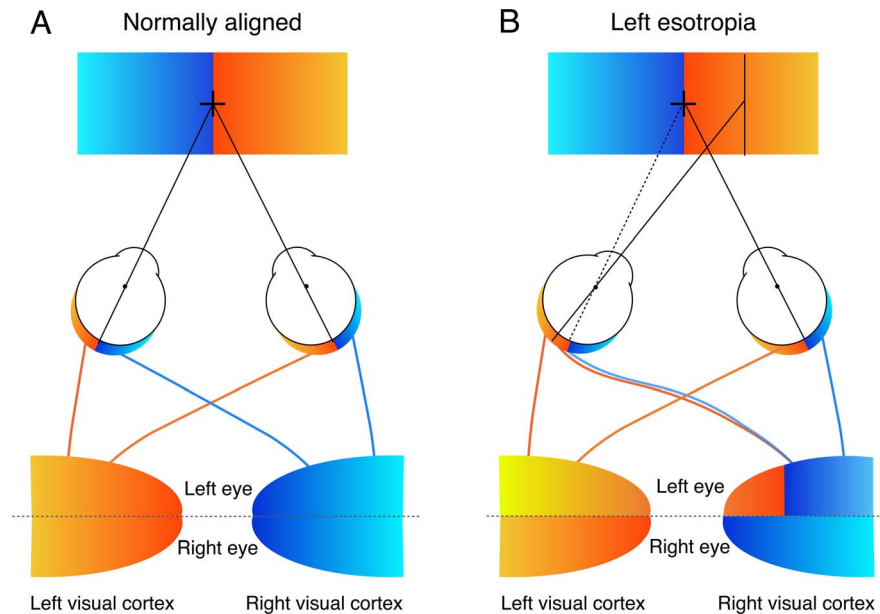 A
Normally aligned
B
Left esotropia
Left eye
Right eye
Left visual cortex
Right visual cortex
Left eye
Right eye
Left visual cortex
Right visual cortex